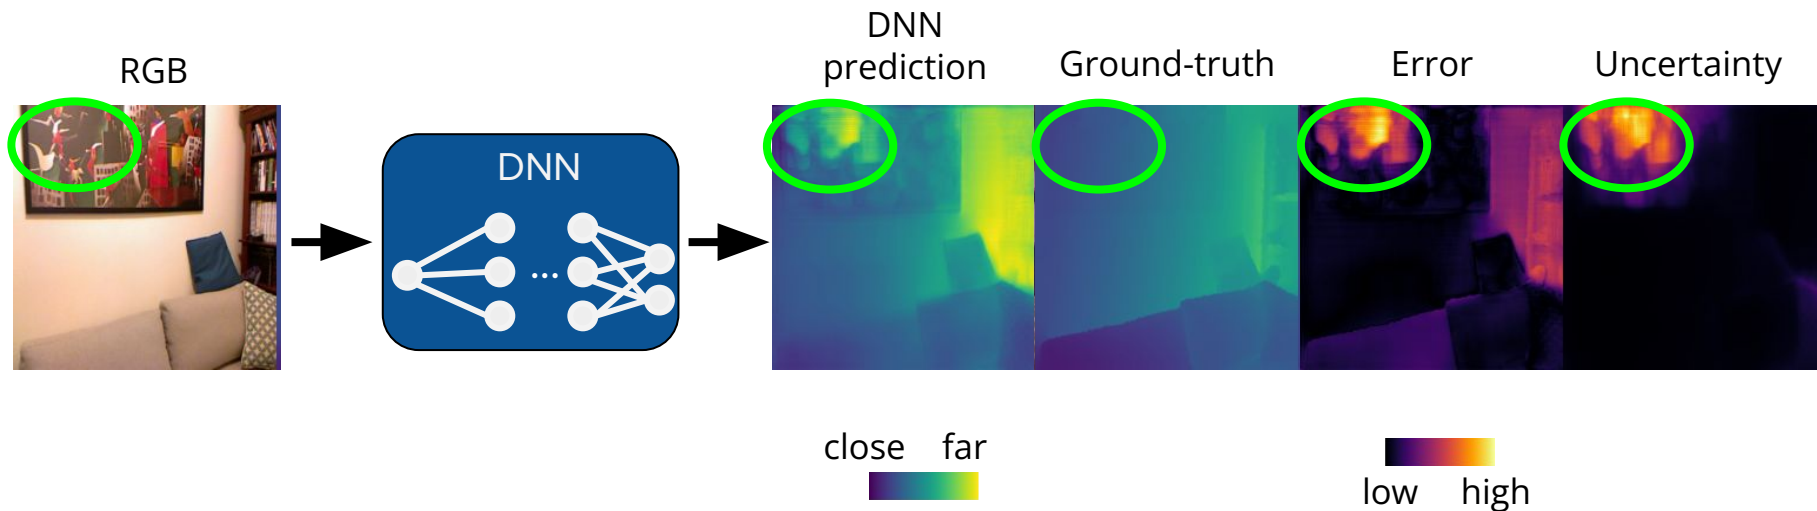 RGB
DNN
DNN
prediction
Ground-truth
Error
Uncertainty
...
close far
low high